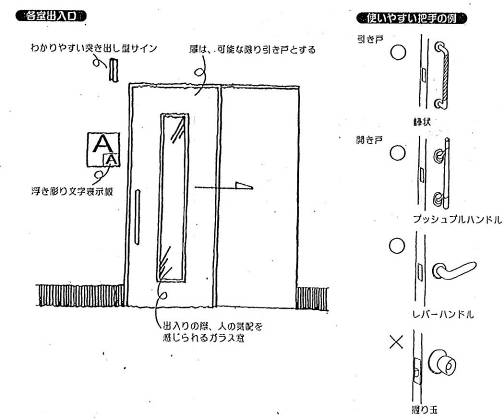 各室出入口
わかりやすい突き出し型サイン
扉は、可能な限り引き戸とする
A
A
浮き彫り文字表示板
出入りの際、人の気配を
感じられるガラス窓
使いやすい把手の例
引き戸
○
棒状
開き戸
○
プッシュプルハンドル
○
レバーハンドル
×
握り玉